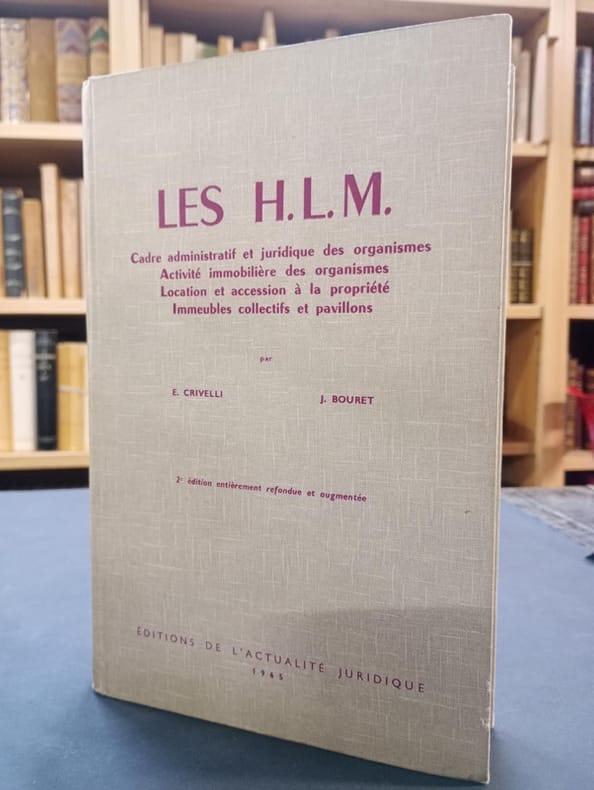 LES H.L.M.
Cadre administratif et juridique des organismes
Activité immobilière des organismes
Location et accession à la propriété
Immeubles collectifs et pavillons
par
E. CRIVELLI J. BOURET
2e édition entièrement refondue et augmentée
ÉDITIONS DE L'ACTUALITÉ JURIDIQUE
1965